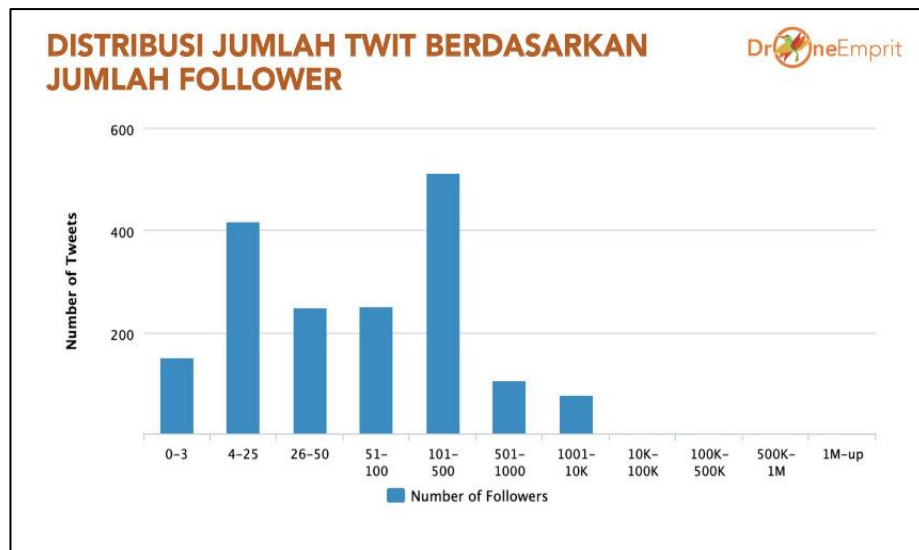 DISTRIBUSI JUMLAH TWIT BERDASARKAN
JUMLAH FOLLOWER
DroneEmprit
600
400
200
Number of Tweets
0-3
4-25
26-50
51-
100
101-
500
501-
1000
1001-
10K
10K-
100K
100K-
500K
500K-
1M
1M-up
Number of Followers